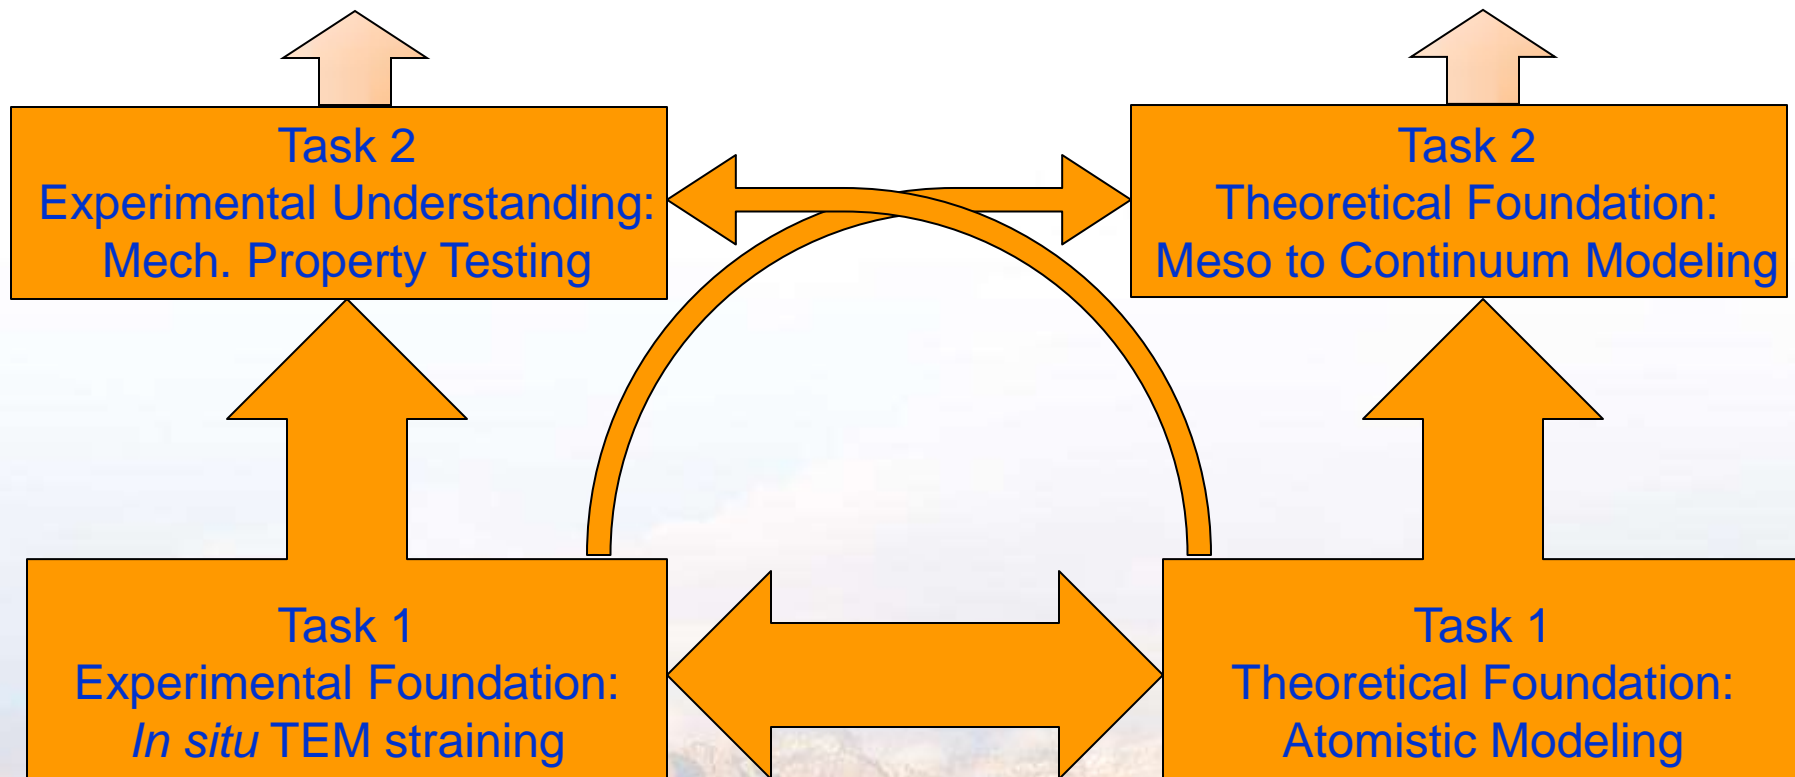 Task 2
Experimental Understanding:
Mech. Property Testing
Task 2
Theoretical Foundation:
Meso to Continuum Modeling
Task 1
Experimental Foundation:
In situ TEM straining
Task 1
Theoretical Foundation:
Atomistic Modeling